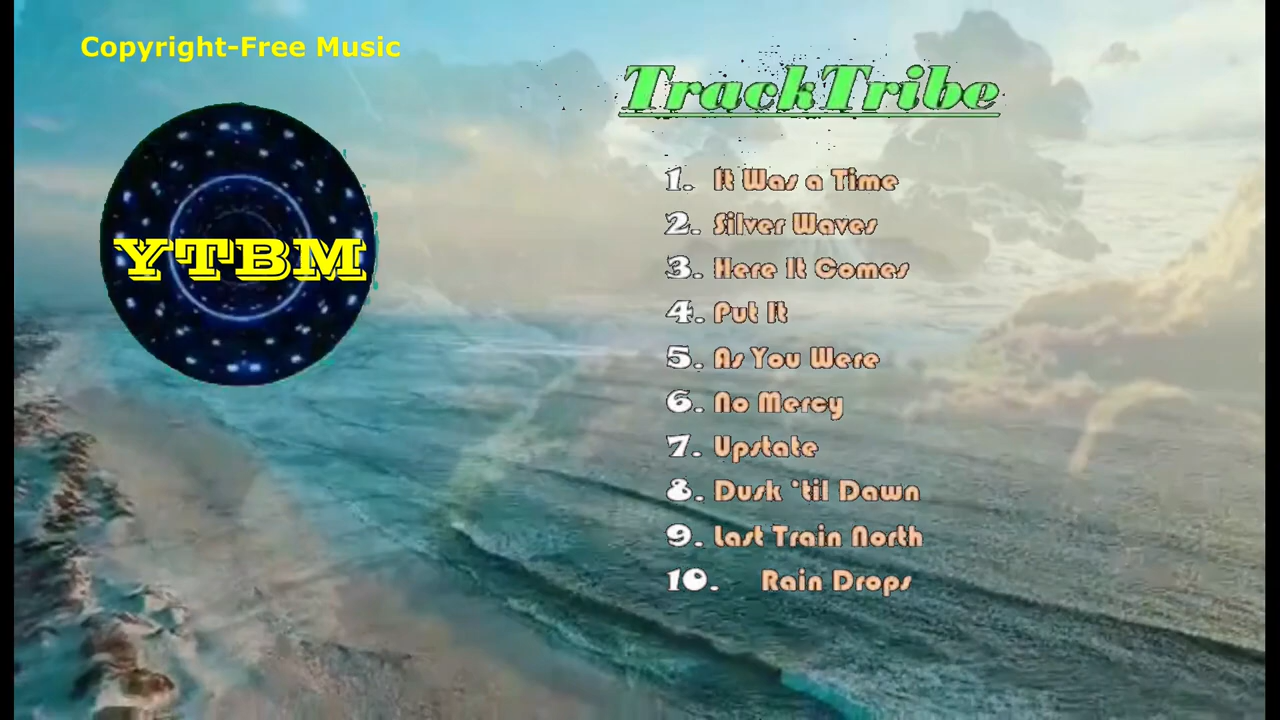 Copyright-Free Music
TrackTribe
YTBM
1. It Was a Time
2. Silver Waves
3. Here It Comes
4. Put It
5. As You Were
6. No Mercy
7. Upstate
8. Dusk 'til Dawn
9. Last Train North
10. Rain Drops